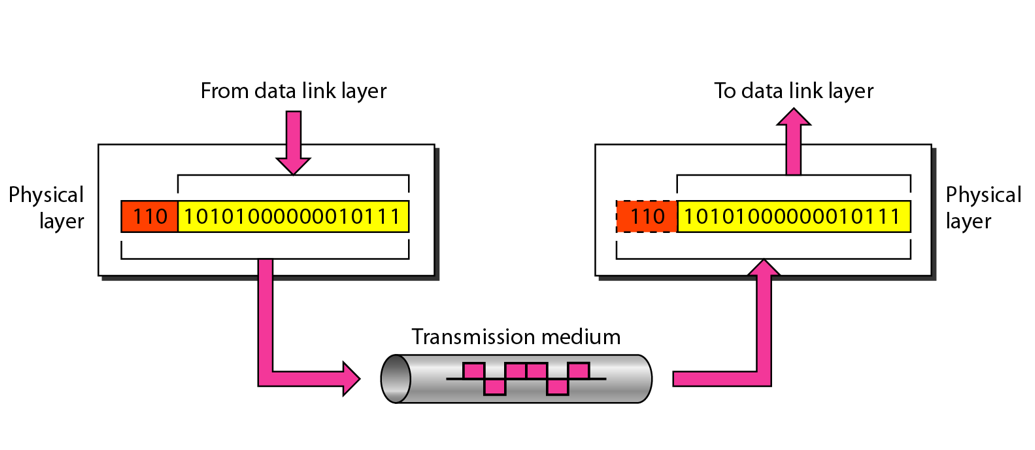 From data link layer
To data link layer
Physical
layer
110 10101000000010111
110 10101000000010111
Physical
layer
Transmission medium